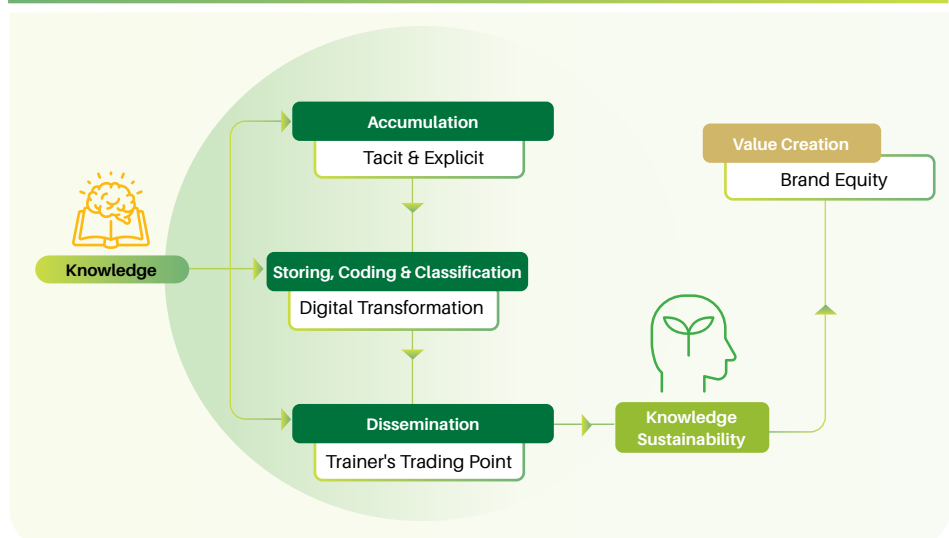 Knowledge
Accumulation
Tacit & Explicit
Storing, Coding & Classification
Digital Transformation
Dissemination
Trainer's Trading Point
Knowledge
Sustainability
Value Creation
Brand Equity